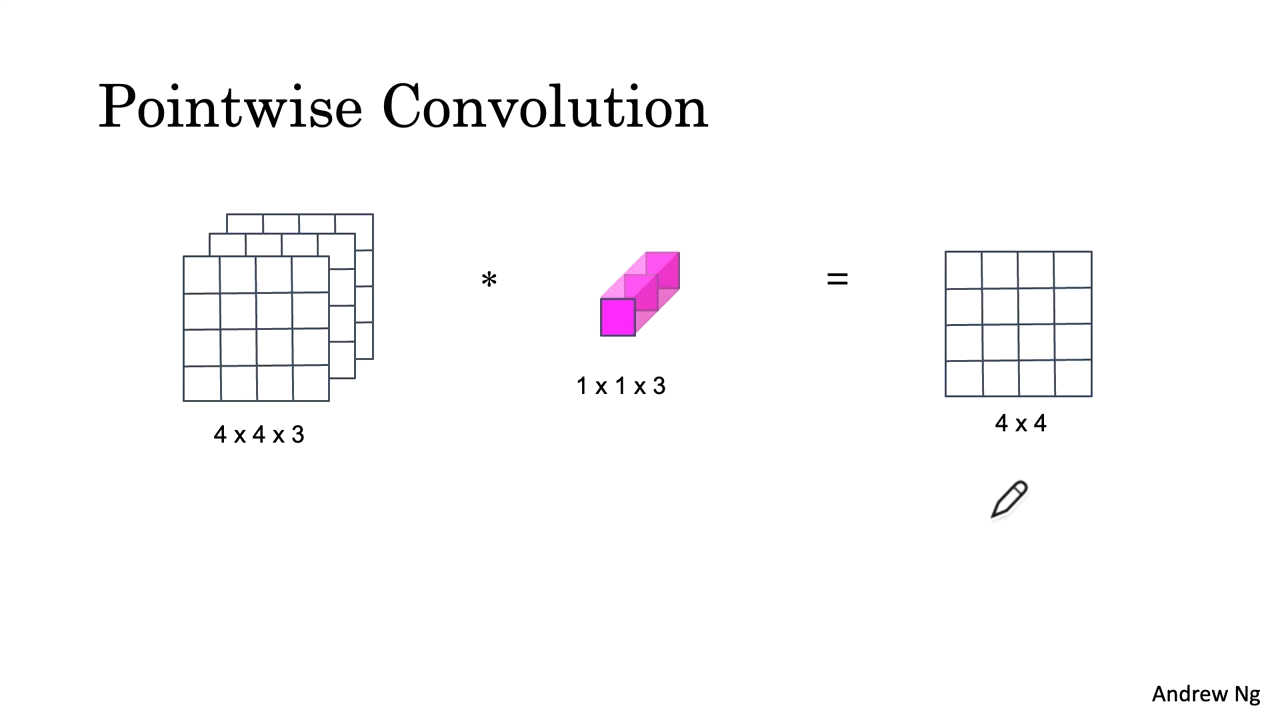 Pointwise Convolution
*
=
1 x 1 x 3
4 x 4
4 x 4 x 3
Andrew Ng